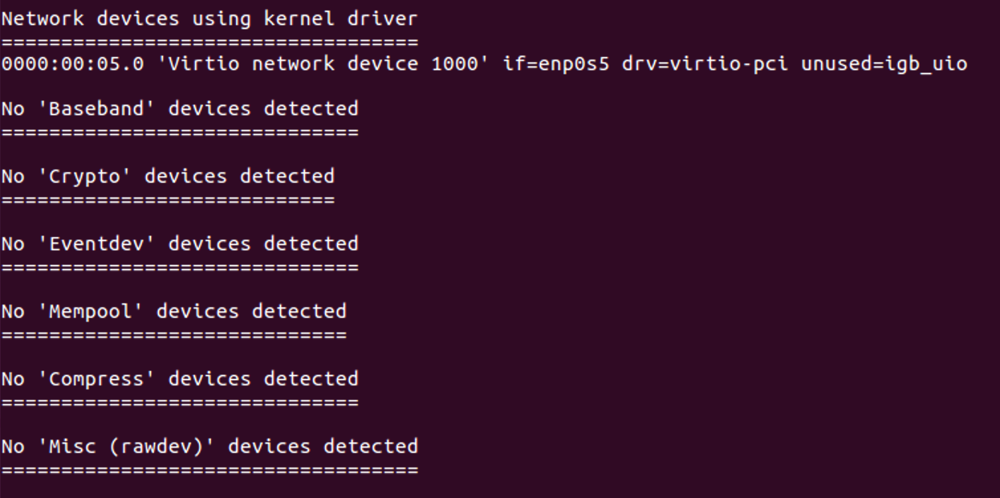 Network devices using kernel driver
===================================
0000:00:05.0 'Virtio network device 1000' if=enp0s5 drv=virtio-pci unused=igb_uio
No 'Baseband' devices detected
==============================
No 'Crypto' devices detected
============================
No 'Eventdev' devices detected
==============================
No 'Mempool' devices detected
=============================
No 'Compress' devices detected
==============================
No 'Misc (rawdev)' devices detected
===================================